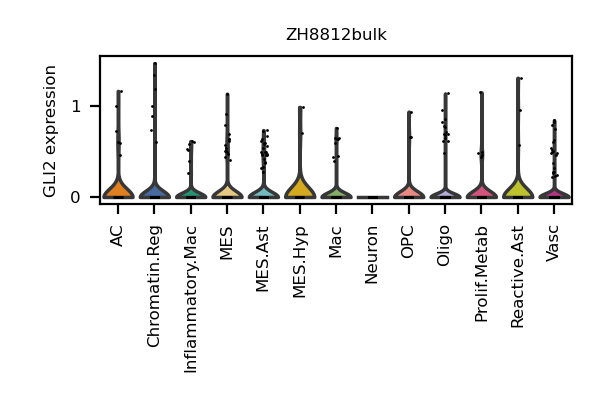 ZH8812bulk
GLI2 expression
1
0
AC
Chromatin.Reg
Inflammatory.Mac
MES
MES.Ast
MES.Hyp
Mac
Neuron
OPC
Oligo
Prolif.Metab
Reactive.Ast
Vasc